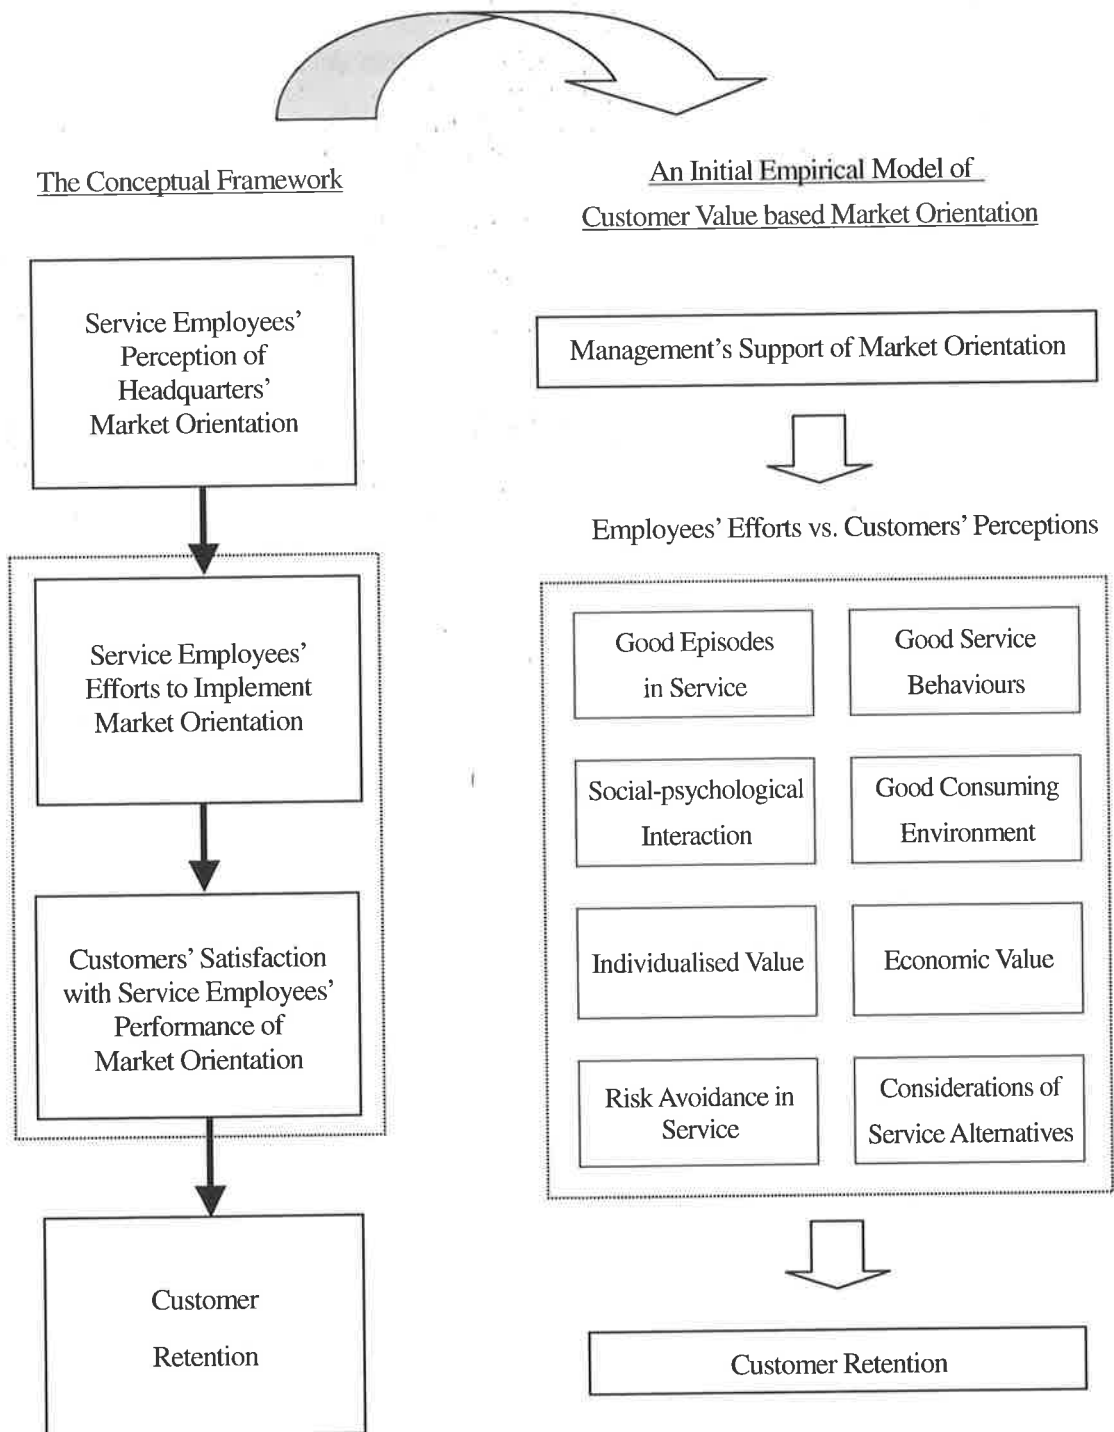 The Conceptual Framework
Service Employees'
Perception of
Headquarters'
Market Orientation
Service Employees'
Efforts to Implement
Market Orientation
Customers' Satisfaction
with Service Employees'
Performance of
Market Orientation
Customer
Retention
An Initial Empirical Model of
Customer Value based Market Orientation
Management's Support of Market Orientation
Employees' Efforts vs. Customers' Perceptions
Good Episodes
in Service
Good Service
Behaviours
Social-psychological
Interaction
Good Consuming
Environment
Individualised Value
Economic Value
Risk Avoidance in
Service
Considerations of
Service Alternatives
Customer Retention